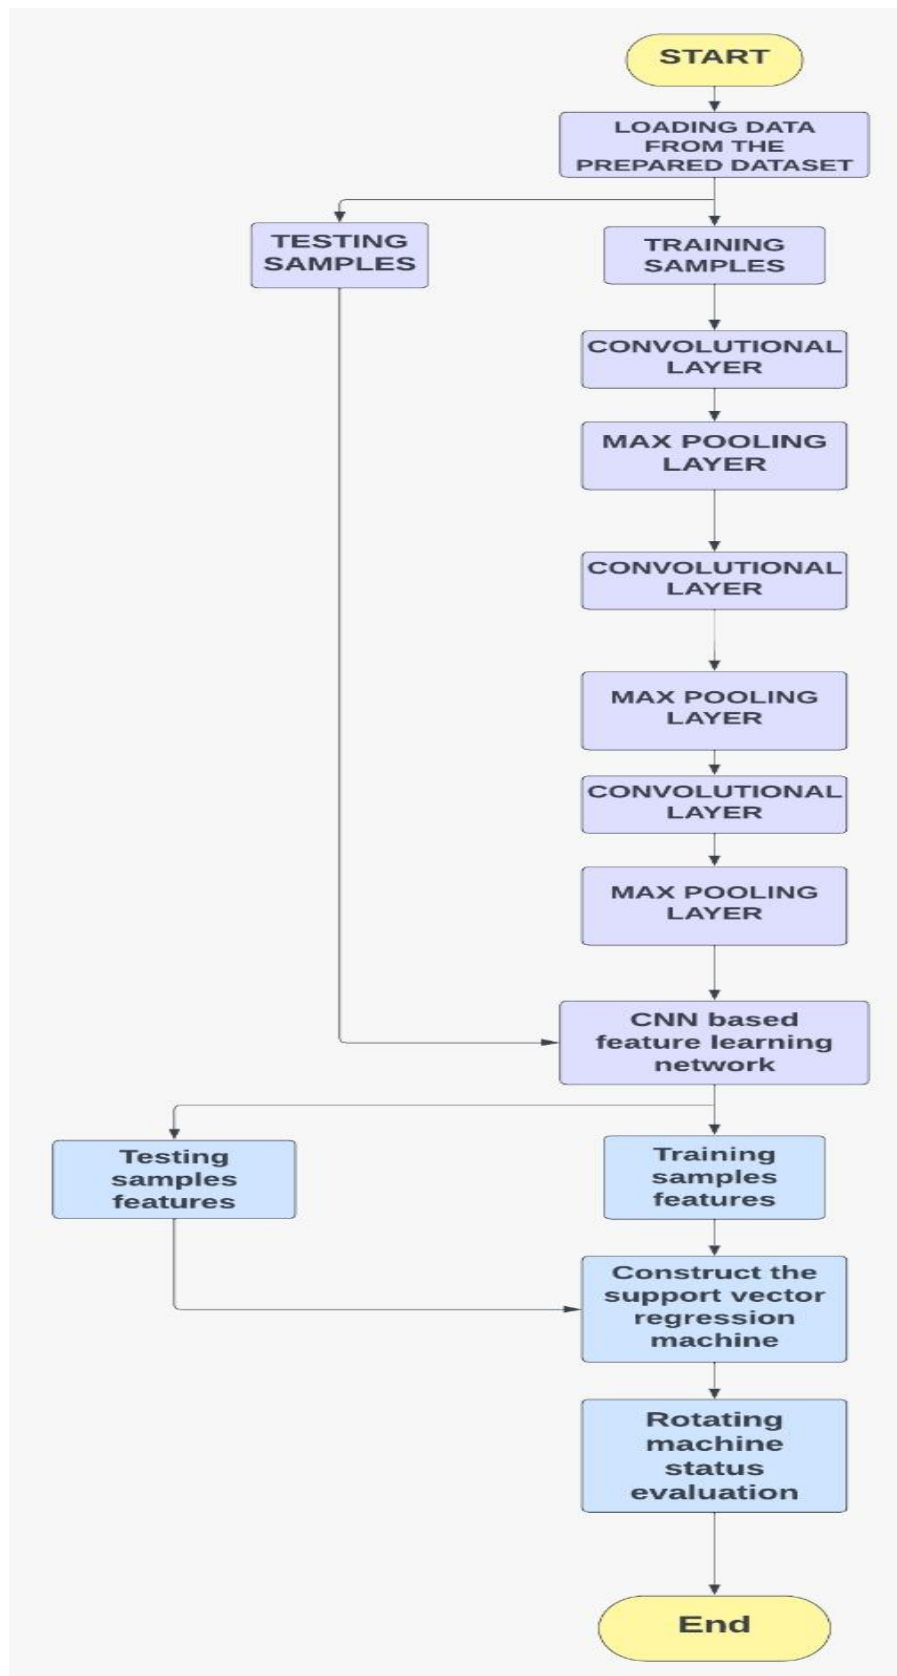 START
LOADING DATA
FROM THE
PREPARED DATASET
TESTING
SAMPLES
TRAINING
SAMPLES
CONVOLUTIONAL
LAYER
MAX POOLING
LAYER
CONVOLUTIONAL
LAYER
MAX POOLING
LAYER
CONVOLUTIONAL
LAYER
MAX POOLING
LAYER
CNN based
feature learning
network
Testing
samples
features
Training
samples
features
Construct the
support vector
regression
machine
Rotating
machine
status
evaluation
End